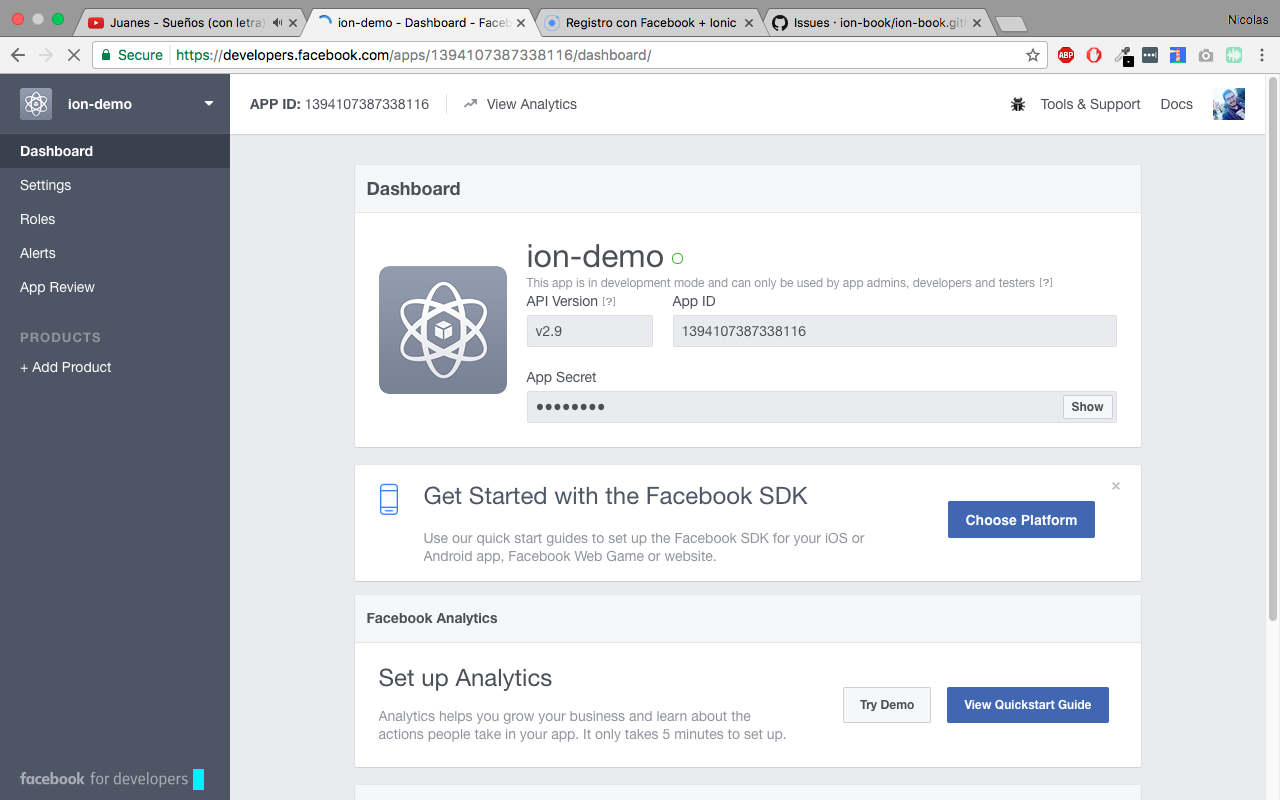 Juanes - Sueños (con letra)
ion-demo - Dashboard - Faceb
Registro con Facebook + Ionic
Issues · ion-book/ion-book.gith
Nicolas
Secure
https://developers.facebook.com/apps/1394107387338116/dashboard/
ABP
ion-demo
APP ID: 1394107387338116
View Analytics
Tools & Support
Docs
Dashboard
Settings
Roles
Alerts
App Review
PRODUCTS
+ Add Product
facebook for developers
Dashboard
ion-demo
This app is in development mode and can only be used by app admins, developers and testers [?]
API Version [?]
App ID
v2.9
1394107387338116
App Secret
●●●●●●●●
Show
Get Started with the Facebook SDK
Use our quick start guides to set up the Facebook SDK for your iOS or
Android app, Facebook Web Game or website.
Choose Platform
Facebook Analytics
Set up Analytics
Analytics helps you grow your business and learn about the
actions people take in your app. It only takes 5 minutes to set up.
Try Demo
View Quickstart Guide